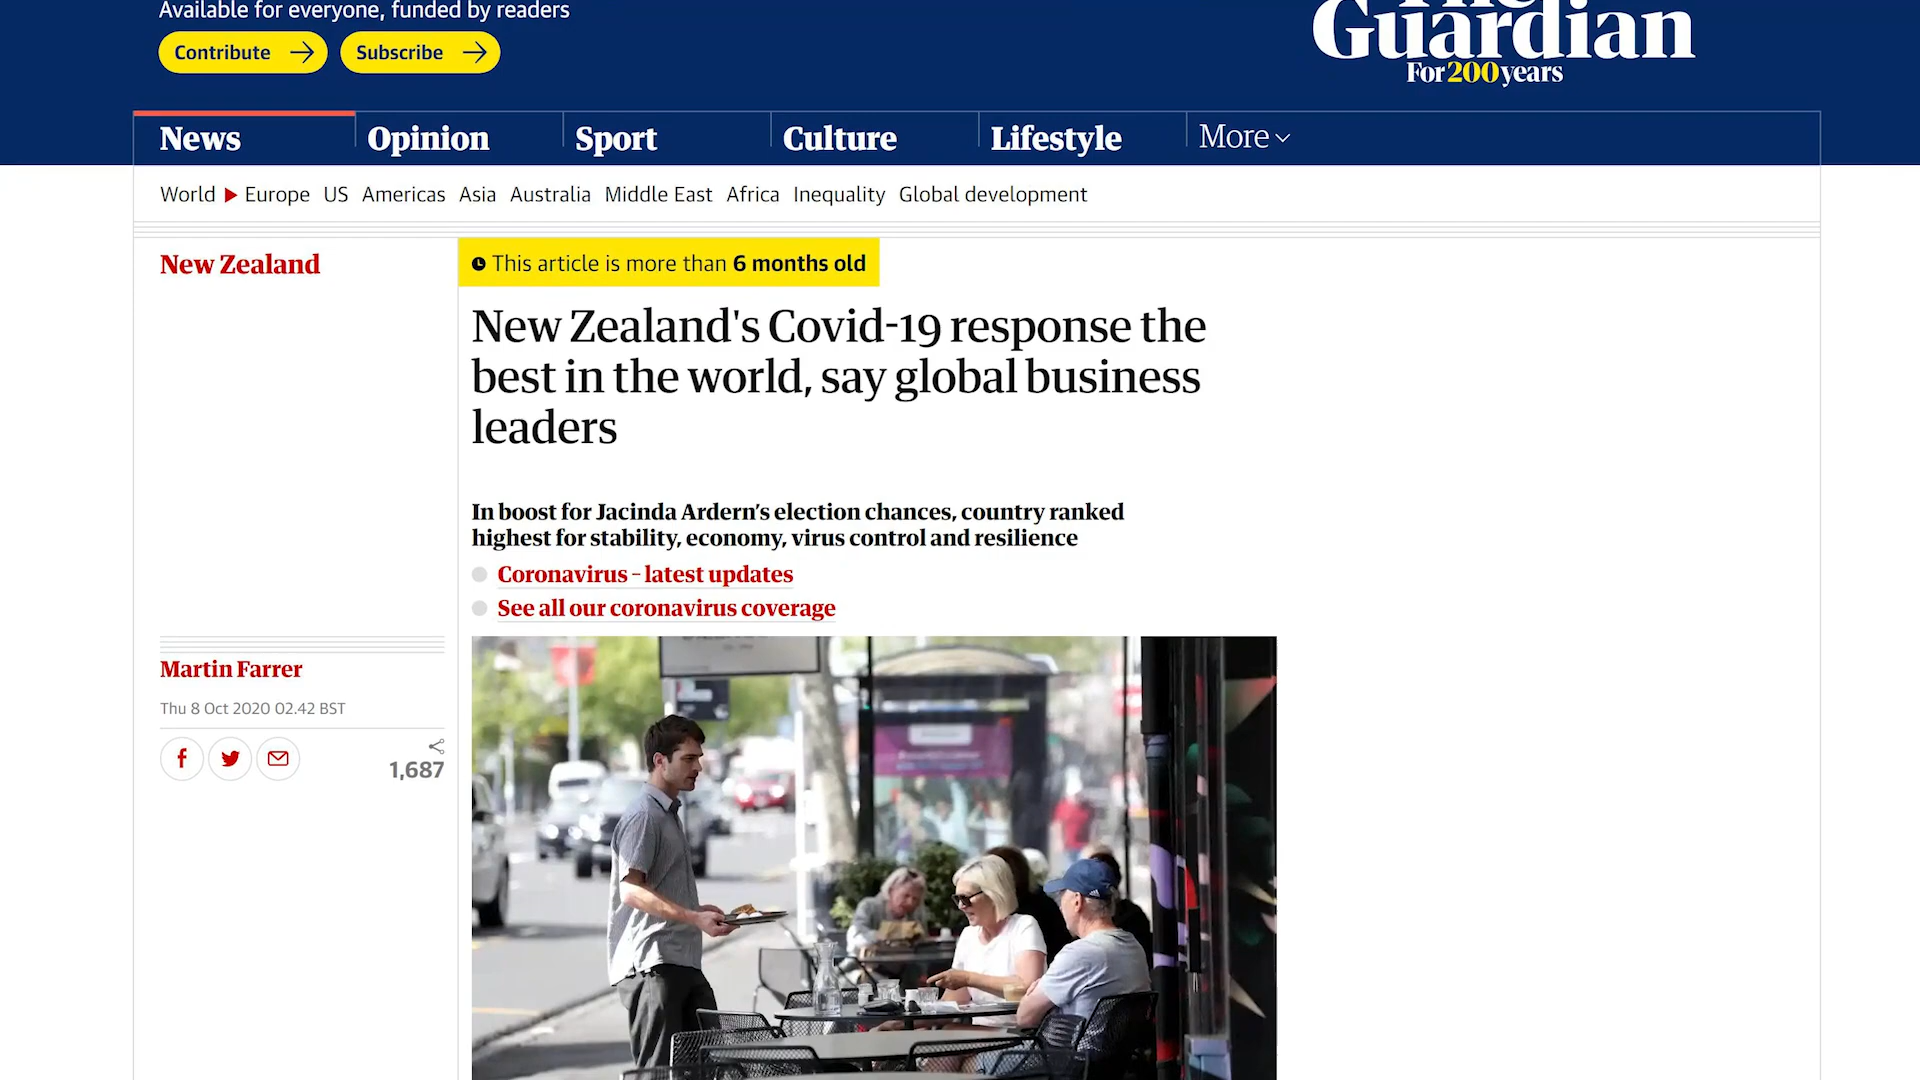 Available for everyone, funded by readers
Contribute
Subscribe
The
Guardian
For 200 years
News
Opinion
Sport
Culture
Lifestyle
More
World
Europe
US
Americas
Asia
Australia
Middle East
Africa
Inequality
Global development
New Zealand
This article is more than 6 months old
New Zealand's Covid-19 response the
best in the world, say global business
leaders
In boost for Jacinda Ardern's election chances, country ranked
highest for stability, economy, virus control and resilience
Coronavirus – latest updates
See all our coronavirus coverage
Martin Farrer
Thu 8 Oct 2020 02.42 BST
1,687